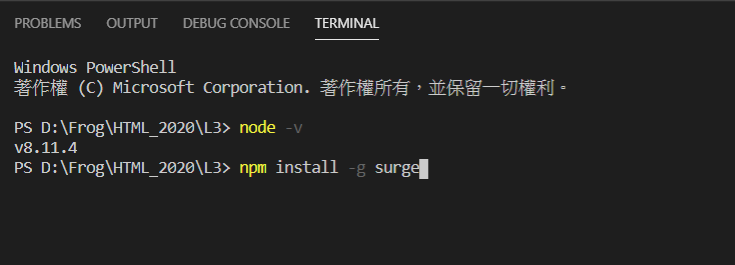 PROBLEMS OUTPUT DEBUG CONSOLE TERMINAL
Windows PowerShell
著作權 (C) Microsoft Corporation. 著作權所有，並保留一切權利。
PS D:\Frog\HTML_2020\L3> node -v
v8.11.4
PS D:\Frog\HTML_2020\L3> npm install -g surge